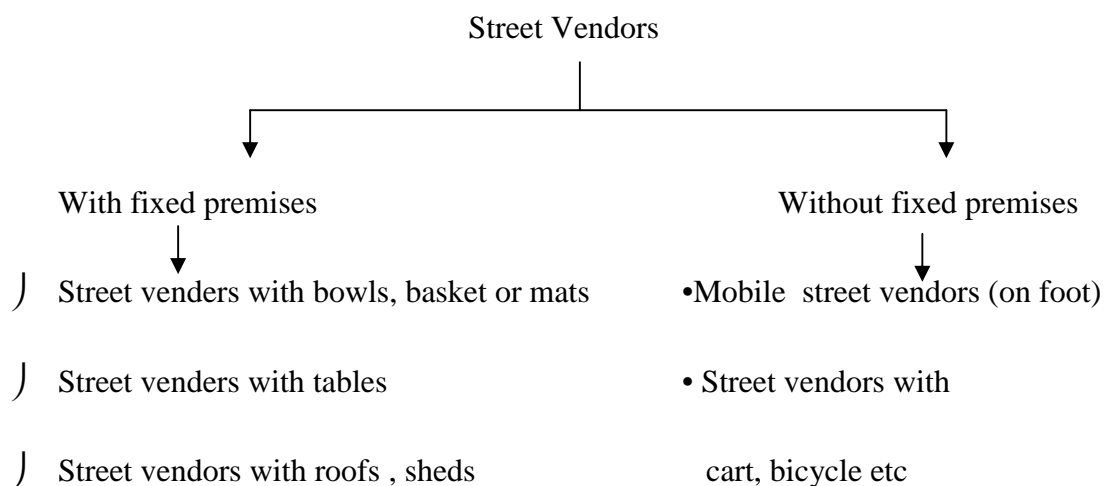 Street Vendors
With fixed premises
Without fixed premises
Street venders with bowls, basket or mats
•Mobile street vendors (on foot)
Street venders with tables
• Street vendors with
Street vendors with roofs , sheds
cart, bicycle etc